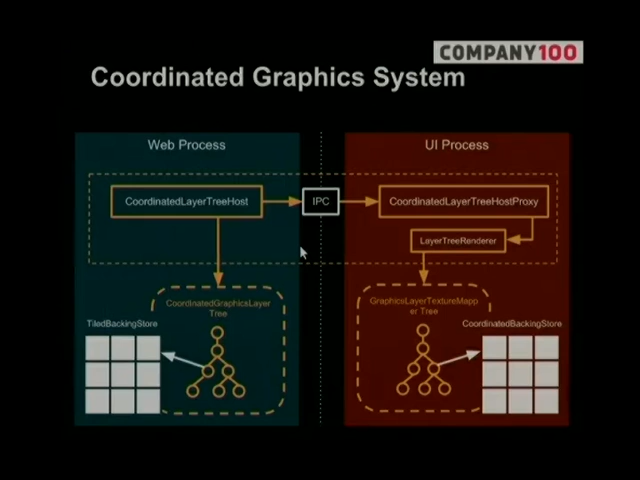 COMPANY100
Coordinated Graphics System
Web Process
UI Process
CoordinatedLayerTreeHost
IPC
CoordinatedLayerTreeHostProxy
LayerTreeRenderer
CoordinatedGraphicsLayer
Tree
GraphicsLayerTextureMapp
er Tree
TiledBackingStore
CoordinatedBackingStore